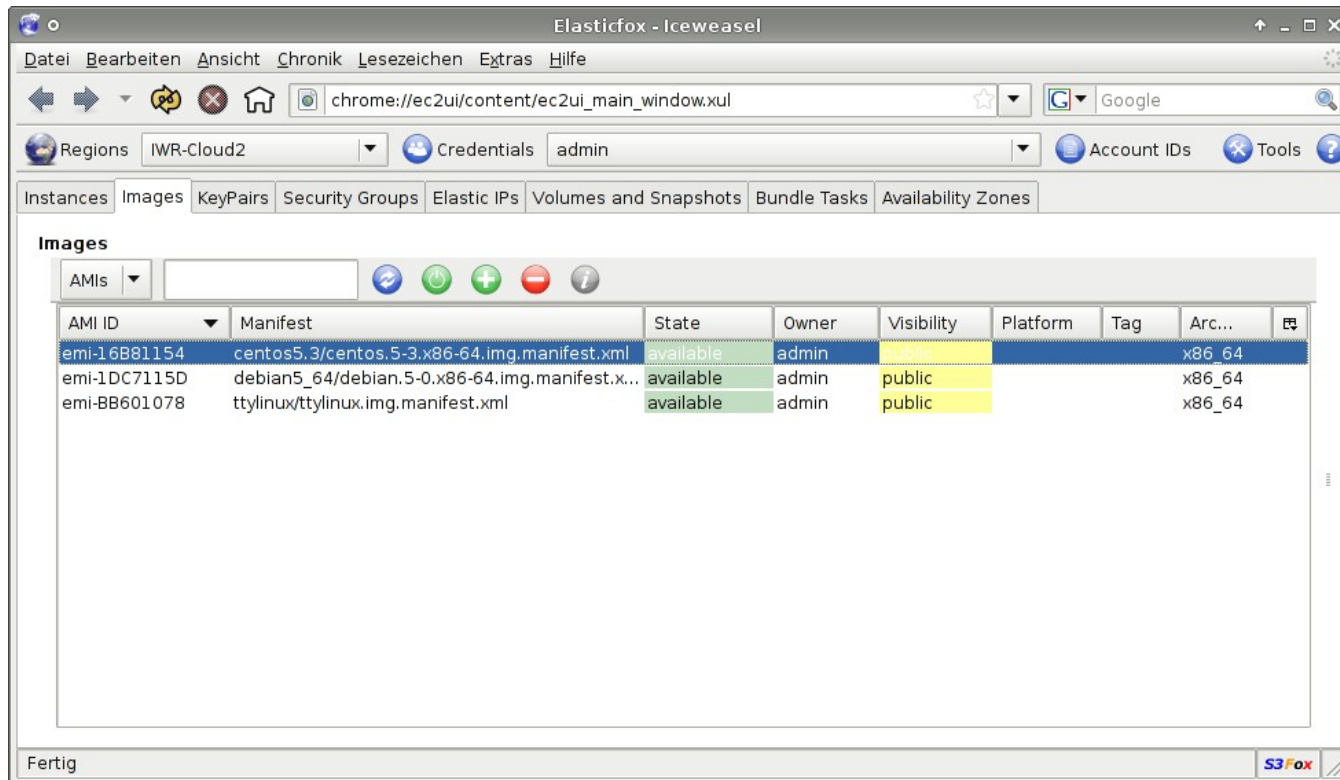 Elasticfox - Iceweasel
Datei Bearbeiten Ansicht Chronik Lesezeichen Extras Hilfe
chrome://ec2ui/content/ec2ui_main_window.xul Google
Regions IWR-Cloud2 Credentials admin Account IDs Tools
Instances Images KeyPairs Security Groups Elastic IPs Volumes and Snapshots Bundle Tasks Availability Zones
Images
AMIs
AMI ID Manifest State Owner Visibility Platform Tag Arc...
emi-16B81154 centos5.3/centos.5-3.x86-64.img.manifest.xml available admin public x86_64
emi-1DC7115D debian5_64/debian.5-0.x86-64.img.manifest.x... available admin public x86_64
emi-BB601078 ttylinux/ttylinux.img.manifest.xml available admin public x86_64
Fertig S3Fox